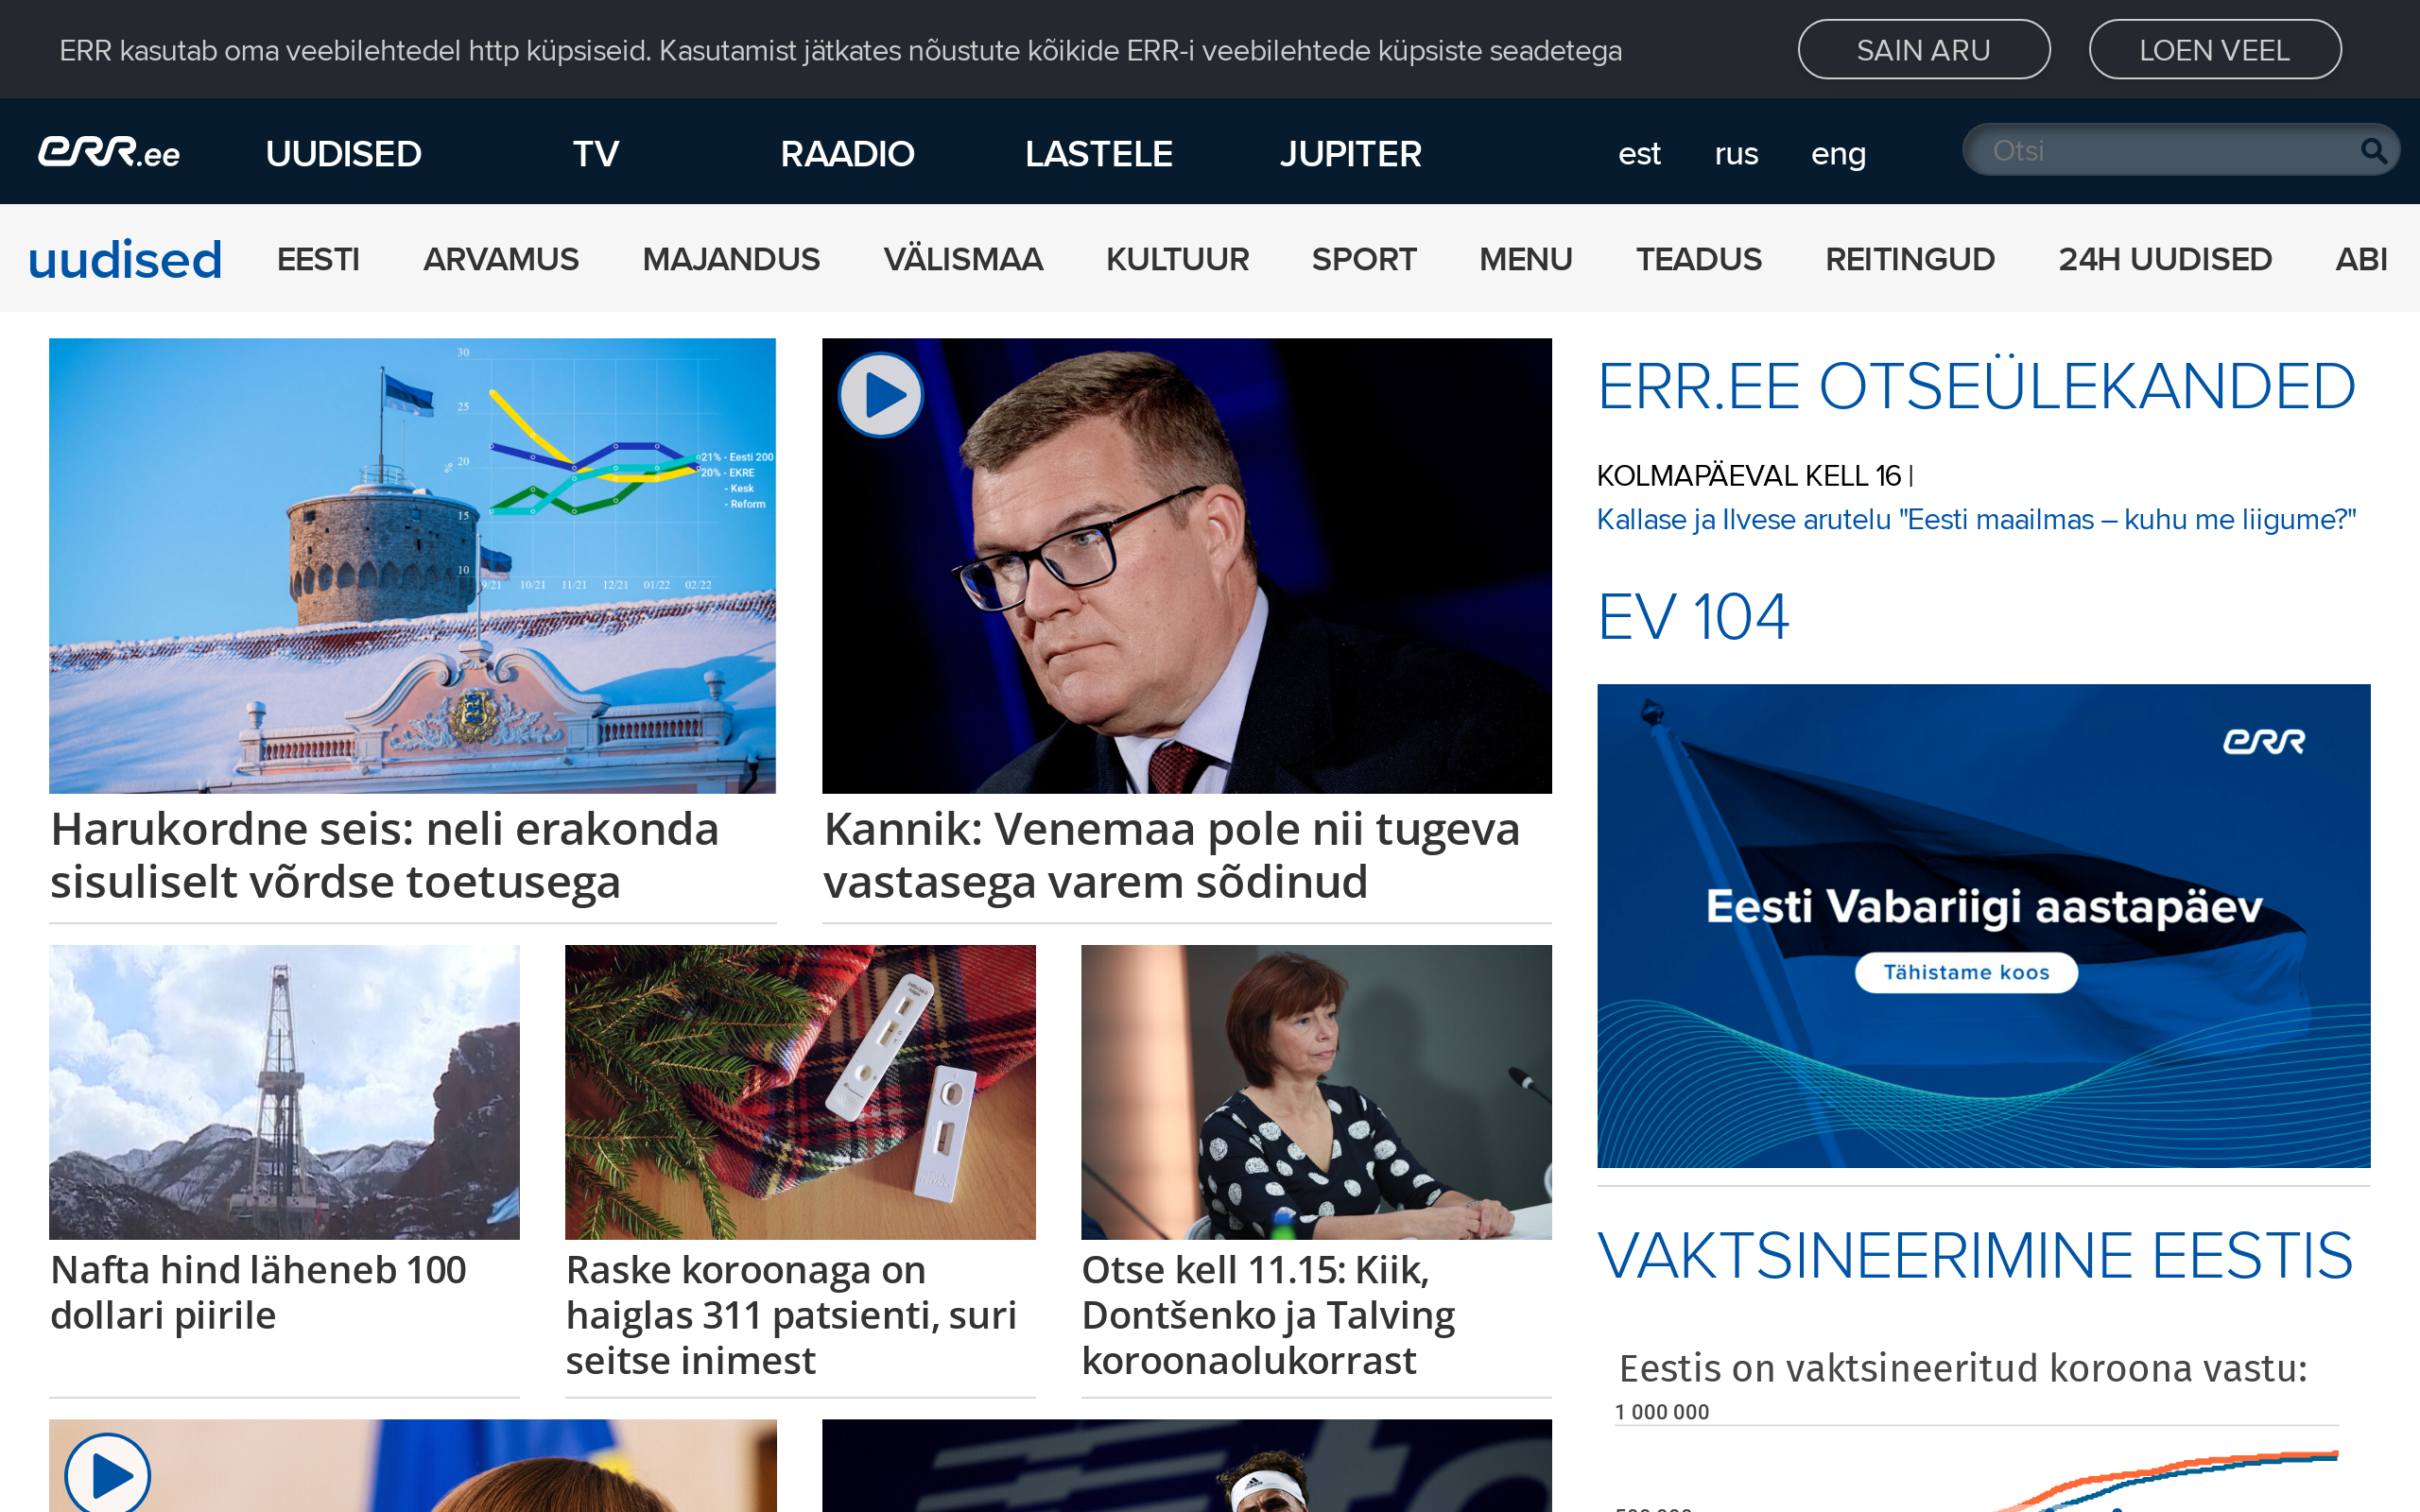 ERR kasutab oma veebilehtedel http küpsiseid. Kasutamist jätkates nõustute kõikide ERR-i veebilehtede küpsiste seadetega
SAIN ARU
LOEN VEEL
err.ee
UUDISED
TV
RAADIO
LASTELE
JUPITER
est
rus
eng
Otsi
uudised
EESTI
ARVAMUS
MAJANDUS
VÄLISMAA
KULTUUR
SPORT
MENU
TEADUS
REITINGUD
24H UUDISED
ABI
30
25
20
15
10
%
9/21
10/21
11/21
12/21
01/22
02/22
21% - Eesti 200
20% - EKRE
- Kesk
- Reform
Harukordne seis: neli erakonda
sisuliselt võrdse toetusega
Kannik: Venemaa pole nii tugeva
vastasega varem sõdinud
Nafta hind läheneb 100
dollari piirile
Raske koroonaga on
haiglas 311 patsienti, suri
seitse inimest
Otse kell 11.15: Kiik,
Dontšenko ja Talving
koroonaolukorrast
ERR.EE OTSEÜLEKANDED
KOLMAPÄEVAL KELL 16 |
Kallase ja Ilvese arutelu "Eesti maailmas – kuhu me liigume?"
EV 104
err
Eesti Vabariigi aastapäev
Tähistame koos
VAKTSINEERIMINE EESTIS
Eestis on vaktsineeritud koroona vastu:
1 000 000